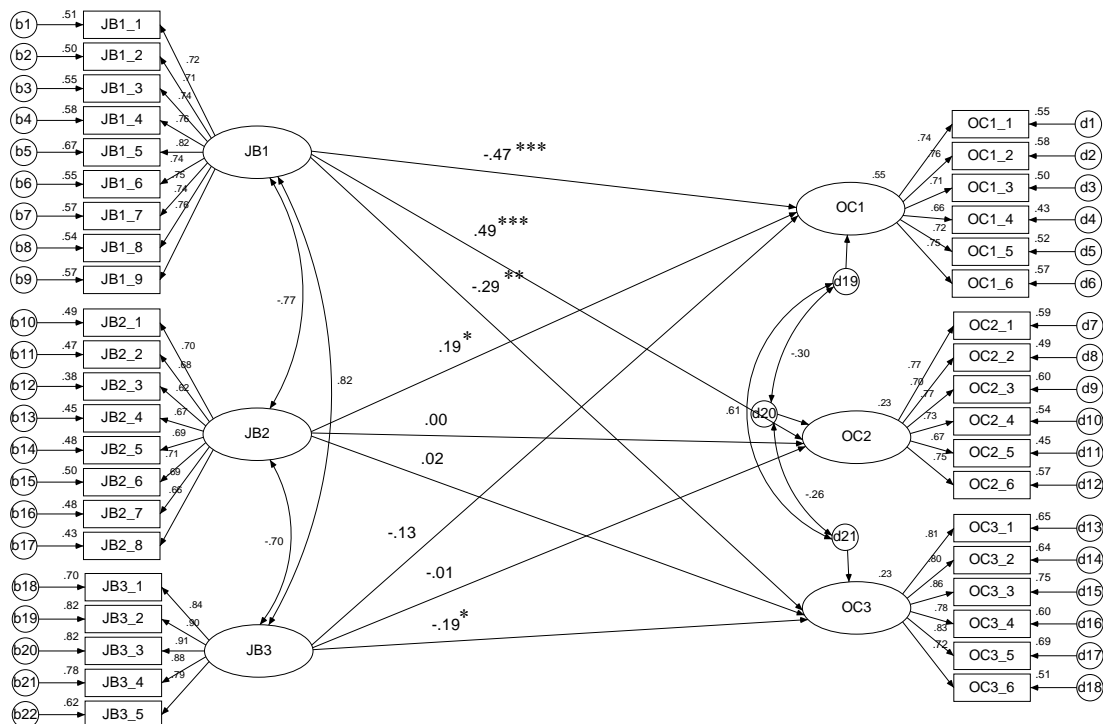 b1 .51 JB1_1
b2 .50 JB1_2
b3 .55 JB1_3
b4 .58 JB1_4
b5 .67 JB1_5
b6 .55 JB1_6
b7 .57 JB1_7
b8 .54 JB1_8
b9 .57 JB1_9
.72
.71
.74
.76
.82
.74
.75
.74
.76
JB1
b10 .49 JB2_1
b11 .47 JB2_2
b12 .38 JB2_3
b13 .45 JB2_4
b14 .48 JB2_5
b15 .50 JB2_6
b16 .48 JB2_7
b17 .43 JB2_8
.70
.68
.62
.67
.69
.71
.69
.66
JB2
b18 .70 JB3_1
b19 .82 JB3_2
b20 .82 JB3_3
b21 .78 JB3_4
b22 .62 JB3_5
.84
.90
.91
.88
.79
JB3
-.77
.82
-.70
-.47***
.49***
-.29**
.19*
.00
.02
-.13
-.01
-.19*
.55
OC1
d19
-.30
.61
d20
.23
OC2
-.26
d21
.23
OC3
.74
.76
.71
.66
.72
.75
OC1_1 .55 d1
OC1_2 .58 d2
OC1_3 .50 d3
OC1_4 .43 d4
OC1_5 .52 d5
OC1_6 .57 d6
.77
.70
.77
.73
.67
.75
OC2_1 .59 d7
OC2_2 .49 d8
OC2_3 .60 d9
OC2_4 .54 d10
OC2_5 .45 d11
OC2_6 .57 d12
.81
.80
.86
.78
.83
.72
OC3_1 .65 d13
OC3_2 .64 d14
OC3_3 .75 d15
OC3_4 .60 d16
OC3_5 .69 d17
OC3_6 .51 d18